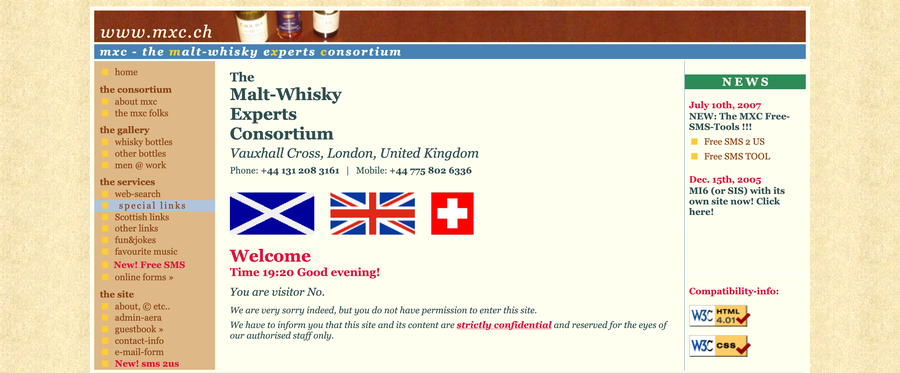 www.mxc.ch
mxc - the malt-whisky experts consortium
home
the consortium
about mxc
the mxc folks
the gallery
whisky bottles
other bottles
men @ work
the services
web-search
special links
Scottish links
other links
fun&jokes
favourite music
New! Free SMS
online forms »
the site
about, © etc..
admin-aera
guestbook »
contact-info
e-mail-form
New! sms 2us
The
Malt-Whisky
Experts
Consortium
Vauxhall Cross, London, United Kingdom
Phone: +44 131 208 3161 | Mobile: +44 775 802 6336
Welcome
Time 19:20 Good evening!
You are visitor No.
We are very sorry indeed, but you do not have permission to enter this site.
We have to inform you that this site and its content are strictly confidential and reserved for the eyes of
our authorised staff only.
NEWS
July 10th, 2007
NEW: The MXC Free-
SMS-Tools !!!
Free SMS 2 US
Free SMS TOOL
Dec. 15th, 2005
MI6 (or SIS) with its
own site now! Click
here!
Compatibility-info:
W3C HTML 4.01
W3C CSS